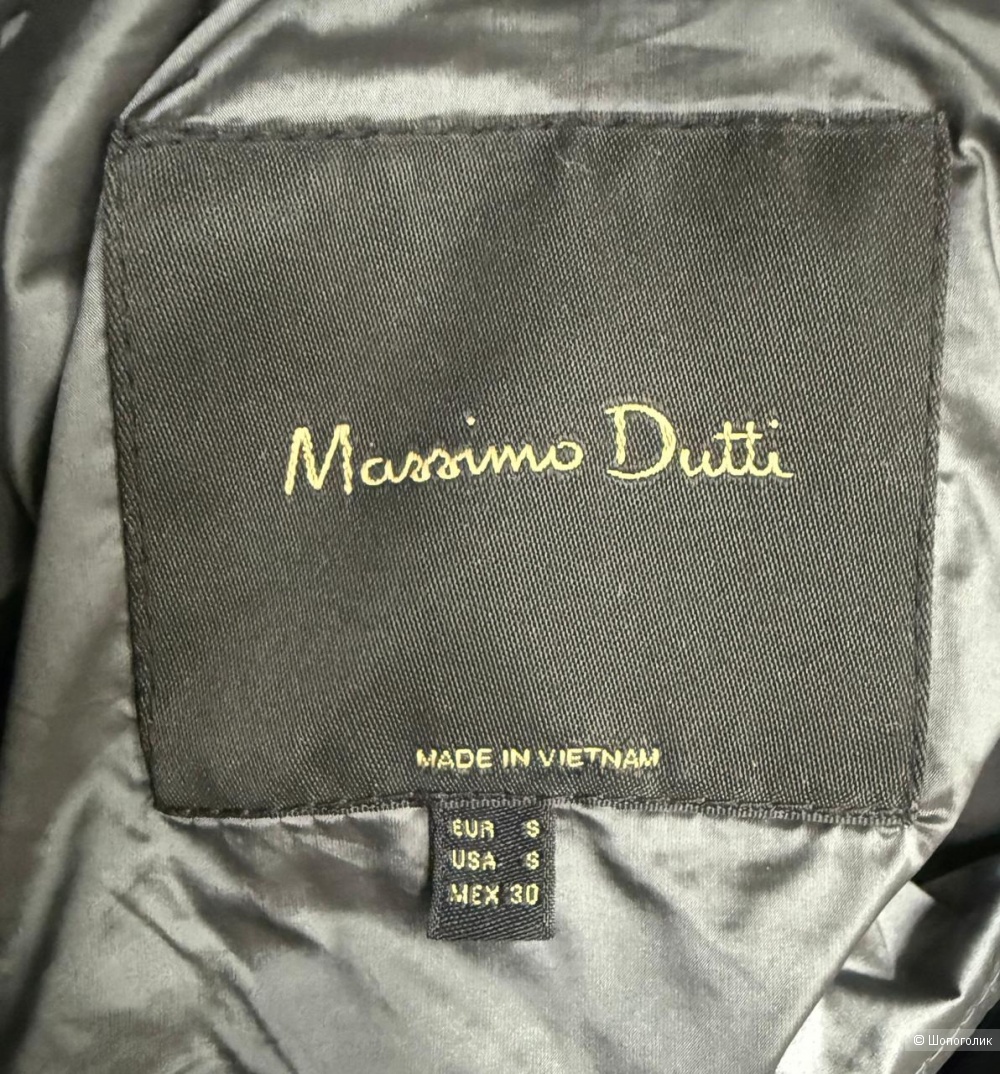 Massimo Dutti
MADE IN VIETNAM
EUR S
USA S
MEX 30
© Шопоголик